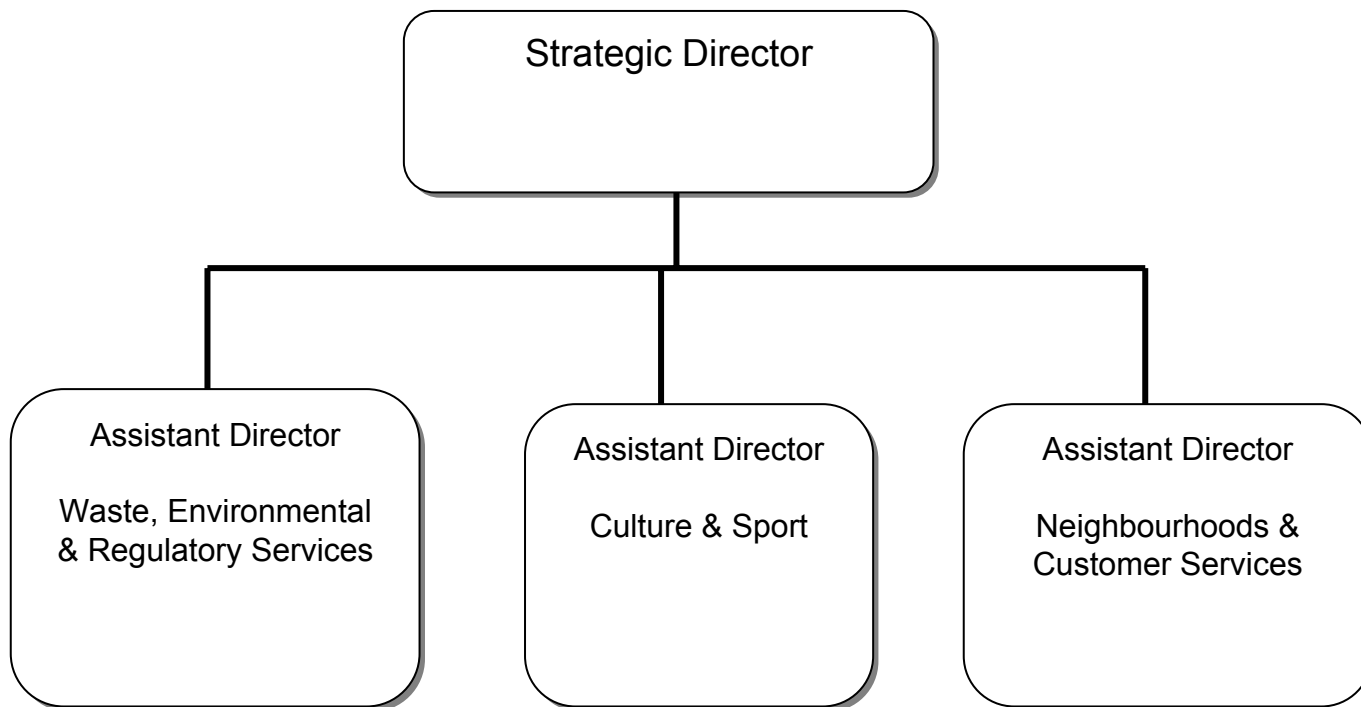 Strategic Director
Assistant Director
Waste, Environmental
& Regulatory Services
Assistant Director
Culture & Sport
Assistant Director
Neighbourhoods &
Customer Services